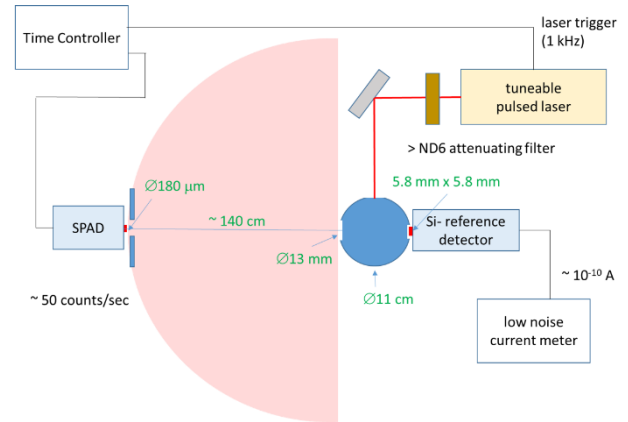 Time Controller
laser trigger
(1 kHz)
tuneable
pulsed laser
> ND6 attenuating filter
∅180 µm
5.8 mm x 5.8 mm
SPAD
~ 140 cm
Si- reference
detector
∅13 mm
~ 50 counts/sec
∅11 cm
~ 10⁻¹⁰ A
low noise
current meter